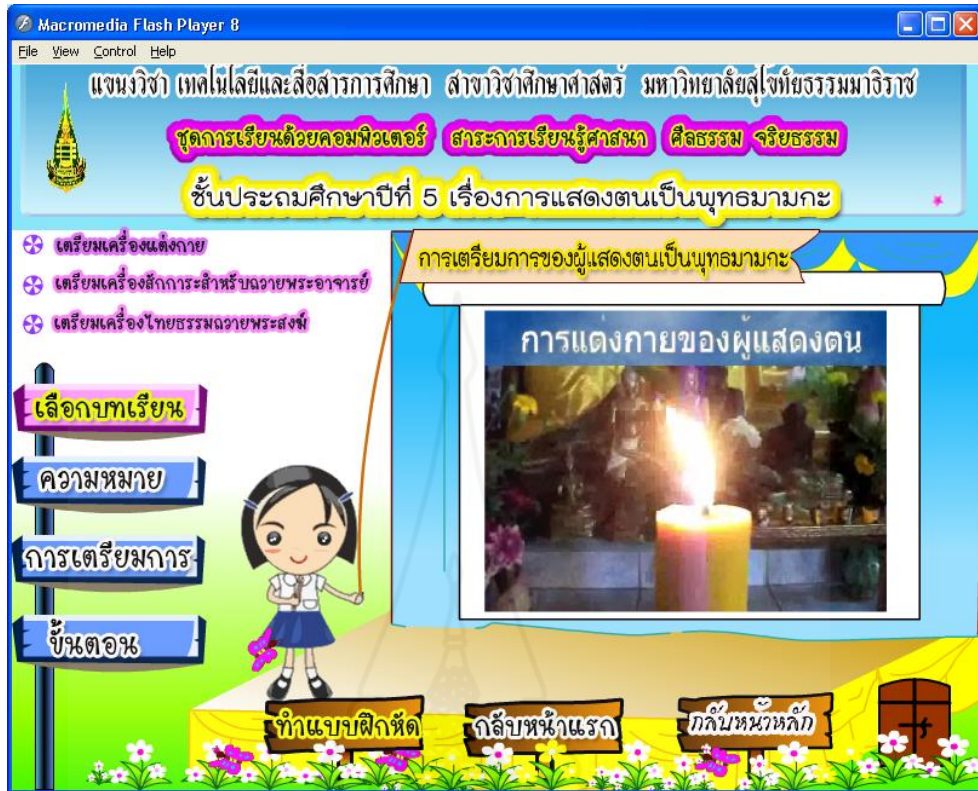 Macromedia Flash Player 8
File View Control Help
แขนงวิชา เทคโนโลยีและสื่อสารการศึกษา สาขาวิชาศึกษาศาสตร์ มหาวิทยาลัยสุโขทัยธรรมาธิราช
ชุดการเรียนด้วยคอมพิวเตอร์ สาระการเรียนรู้ศาสนา ศีลธรรม จริยธรรม
ชั้นประถมศึกษาปีที่ 5 เรื่องการแสดงตนเป็นพุทธมามกะ
เตรียมเครื่องแต่งกาย
เตรียมเครื่องสักการะสำหรับถวายพระอาจารย์
เตรียมเครื่องไทยธรรมถวายพระสงฆ์
การเตรียมการของผู้แสดงตนเป็นพุทธมามกะ
การแต่งกายของผู้แสดงตน
เลือกบทเรียน
ความหมาย
การเตรียมการ
ขั้นตอน
ทำแบบฝึกหัด
กลับหน้าแรก
กลับหน้าหลัก